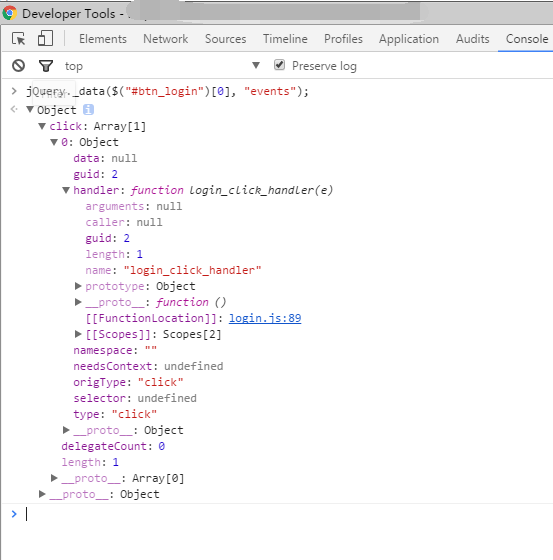 Developer Tools -
Elements Network Sources Timeline Profiles Application Audits Console
top Preserve log
jQuery._data($("#btn_login")[0], "events");
Object
click: Array[1]
0: Object
data: null
guid: 2
handler: function login_click_handler(e)
arguments: null
caller: null
guid: 2
length: 1
name: "login_click_handler"
prototype: Object
__proto__: function ()
[[FunctionLocation]]: login.js:89
[[Scopes]]: Scopes[2]
namespace: ""
needsContext: undefined
origType: "click"
selector: undefined
type: "click"
__proto__: Object
delegateCount: 0
length: 1
__proto__: Array[0]
__proto__: Object